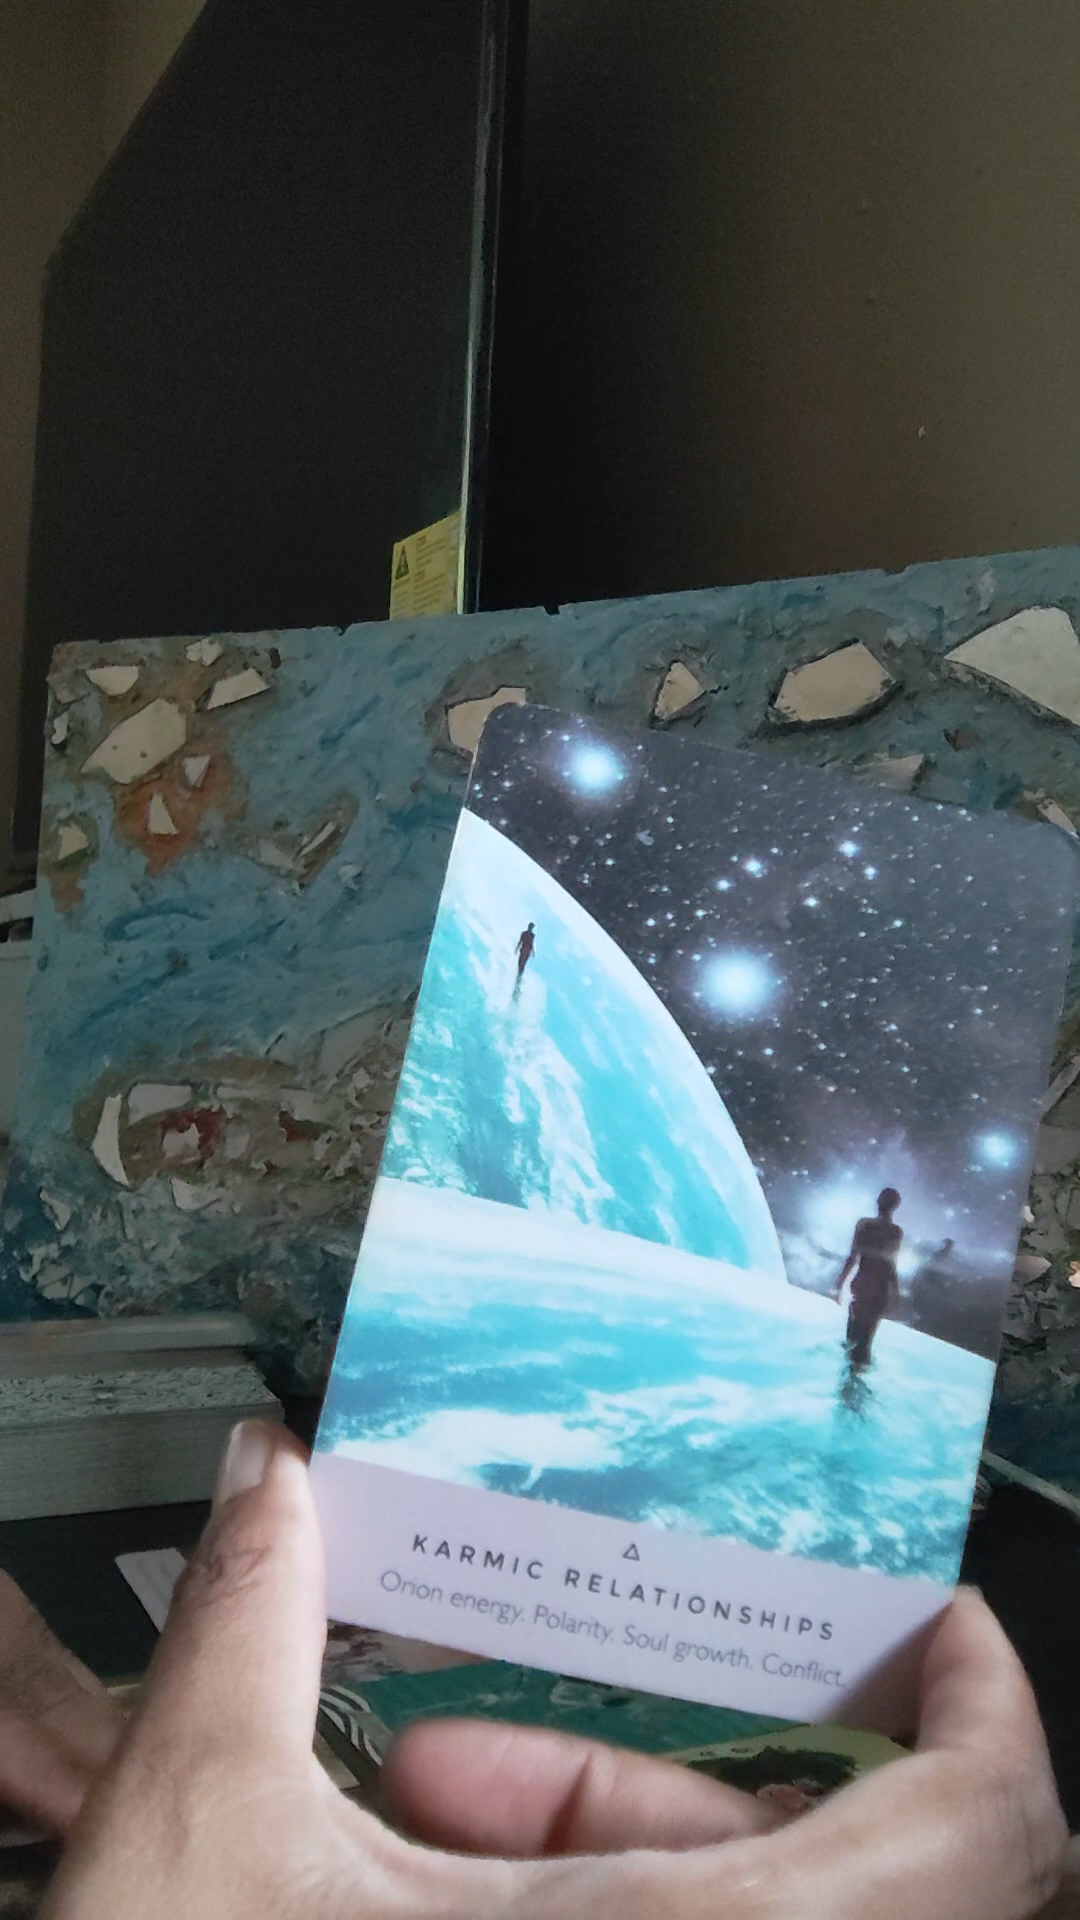 KARMIC RELATIONSHIPS
Orion energy. Polarity. Soul growth. Conflict.